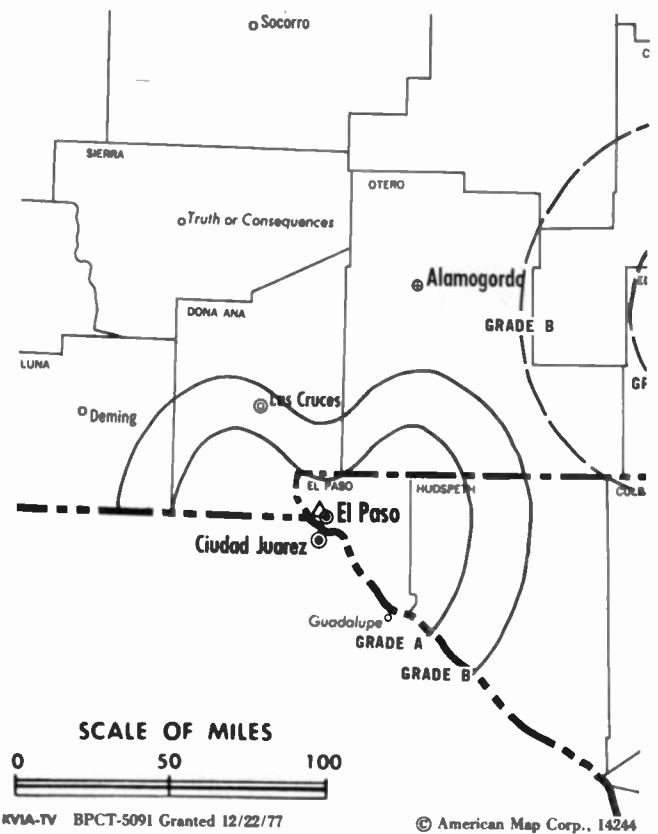 Socorro
C
SIERRA
OTERO
Truth or Consequences
Alamogordo
DONA ANA
GRADE B
LUNA
Las Cruces
Deming
EL PASO
HUDSPETH
El Paso
Ciudad Juarez
Guadalupe
GRADE A
GRADE B
SCALE OF MILES
0 50 100
KVIA-TV BPCT-5091 Granted 12/22/77
© American Map Corp., 14244